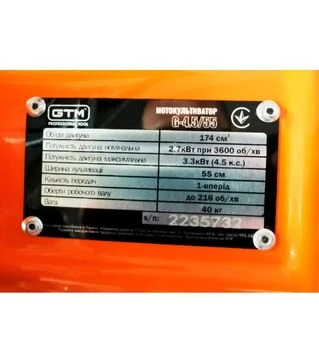 GTM
PROFESSIONAL TOOL
МОТОКУЛЬТИВАТОР
G-4.5/55
Об'єм двигуна 174 см³
Потужність двигуна номінальна 2.7кВт при 3600 об/хв
Потужність двигуна максимальна 3.3кВт (4.5 к.с.)
Ширина культивації 55 см
Кількість передач 1-вперід
Оберти робочого валу до 216 об/хв
Вага 40 кг
s/n: 2235732